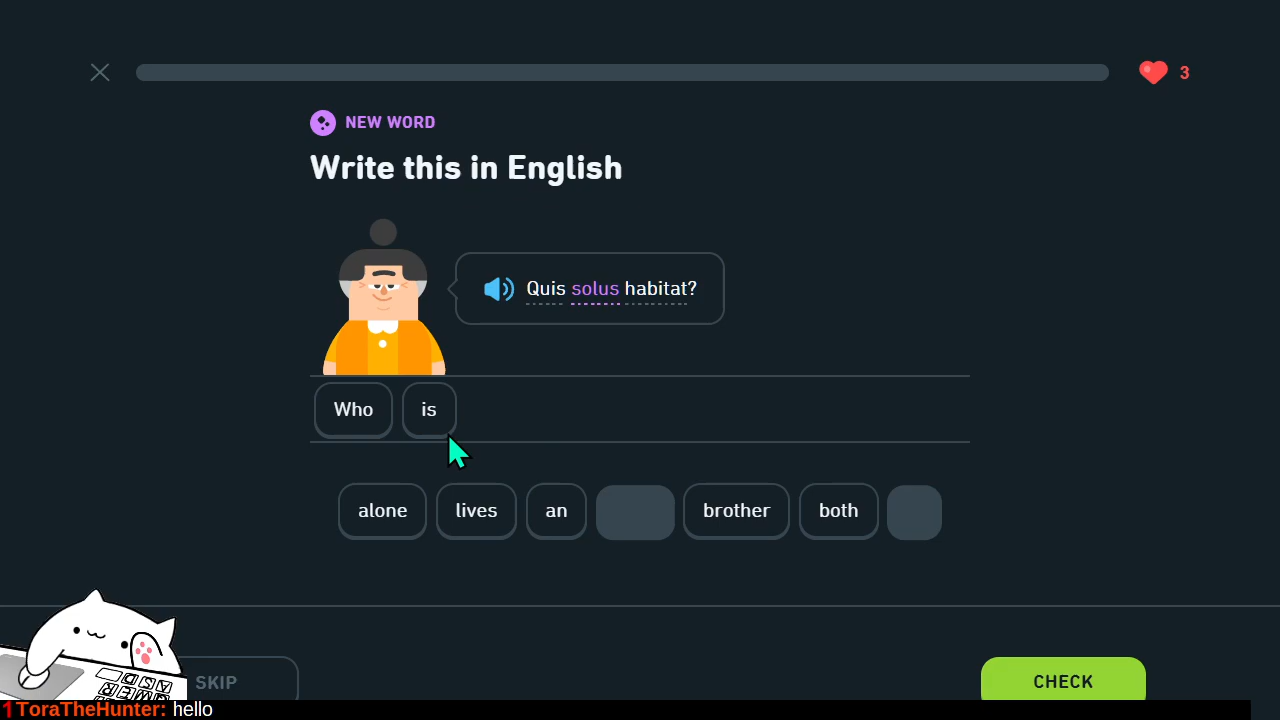 3
NEW WORD
Write this in English
Quis solus habitat?
Who is
alone lives an brother both
SKIP
CHECK
1 ToraTheHunter: hello